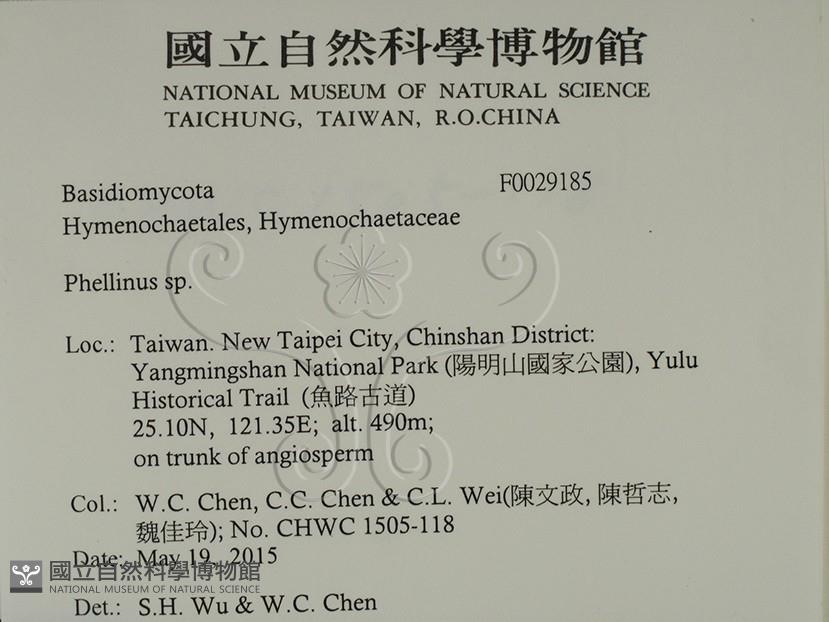 國立自然科學博物館
NATIONAL MUSEUM OF NATURAL SCIENCE
TAICHUNG, TAIWAN, R.O.CHINA
Basidiomycota F0029185
Hymenochaetales, Hymenochaetaceae
Phellinus sp.
Loc.: Taiwan. New Taipei City, Chinshan District:
Yangmingshan National Park (陽明山國家公園), Yulu
Historical Trail (魚路古道)
25.10N, 121.35E; alt. 490m;
on trunk of angiosperm
Col.: W.C. Chen, C.C. Chen & C.L. Wei(陳文政, 陳哲志,
魏佳玲); No. CHWC 1505-118
Date: May 19, 2015
國立自然科學博物館
NATIONAL MUSEUM OF NATURAL SCIENCE
Det.: S.H. Wu & W.C. Chen